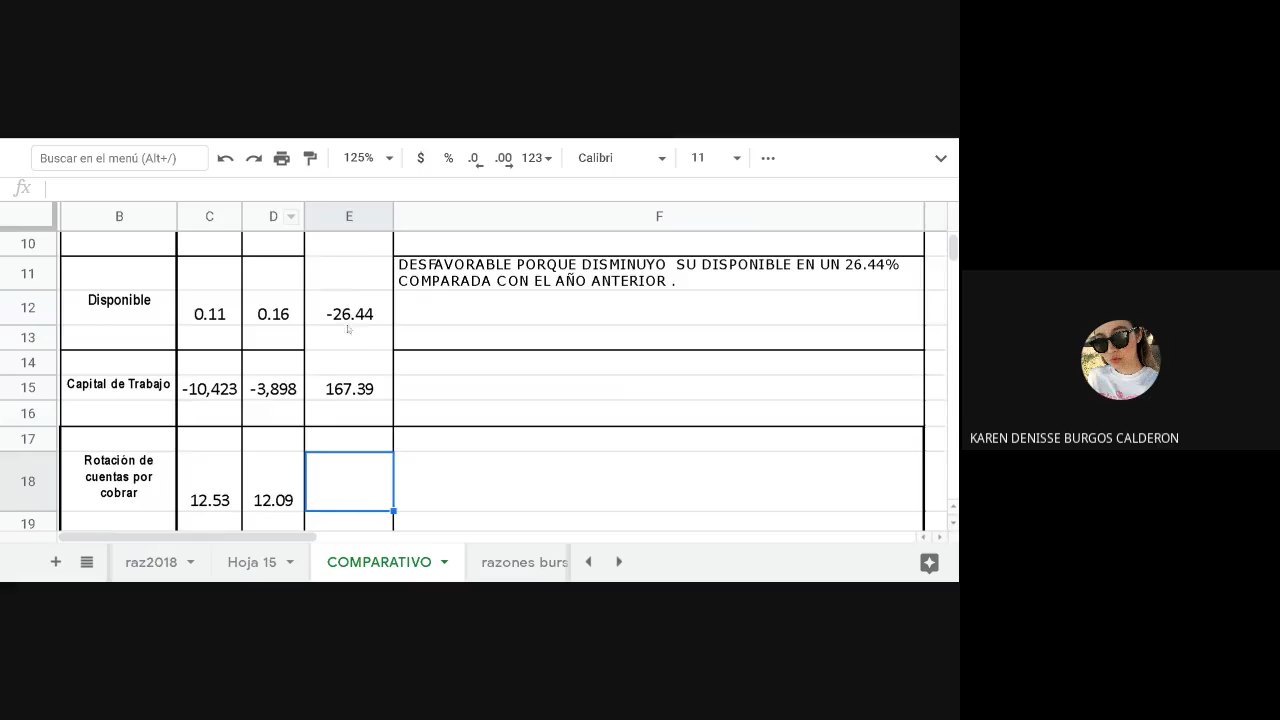 Buscar en el menú (Alt+/)
125%
$
%
.0
.00
123
Calibri
11
fx
B C D E F
10
11
DESFAVORABLE PORQUE DISMINUYO SU DISPONIBLE EN UN 26.44%
COMPARADA CON EL AÑO ANTERIOR .
12 Disponible 0.11 0.16 -26.44
13
14
15 Capital de Trabajo -10,423 -3,898 167.39
16
17
Rotación de
18 cuentas por
cobrar 12.53 12.09
19
raz2018 Hoja 15 COMPARATIVO razones burs
KAREN DENISSE BURGOS CALDERON